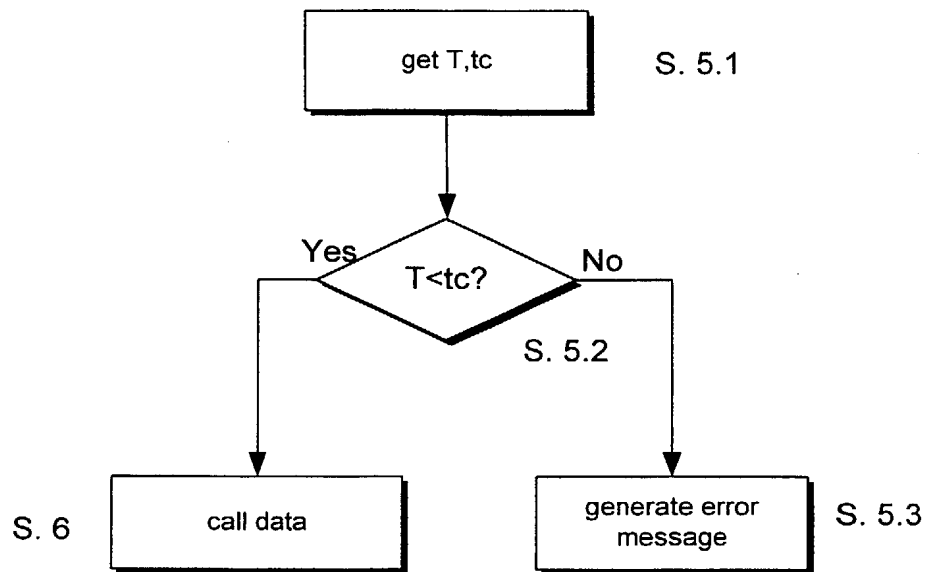 get T,tc
S. 5.1
Yes
T<tc?
No
S. 5.2
S. 6
call data
generate error
message
S. 5.3